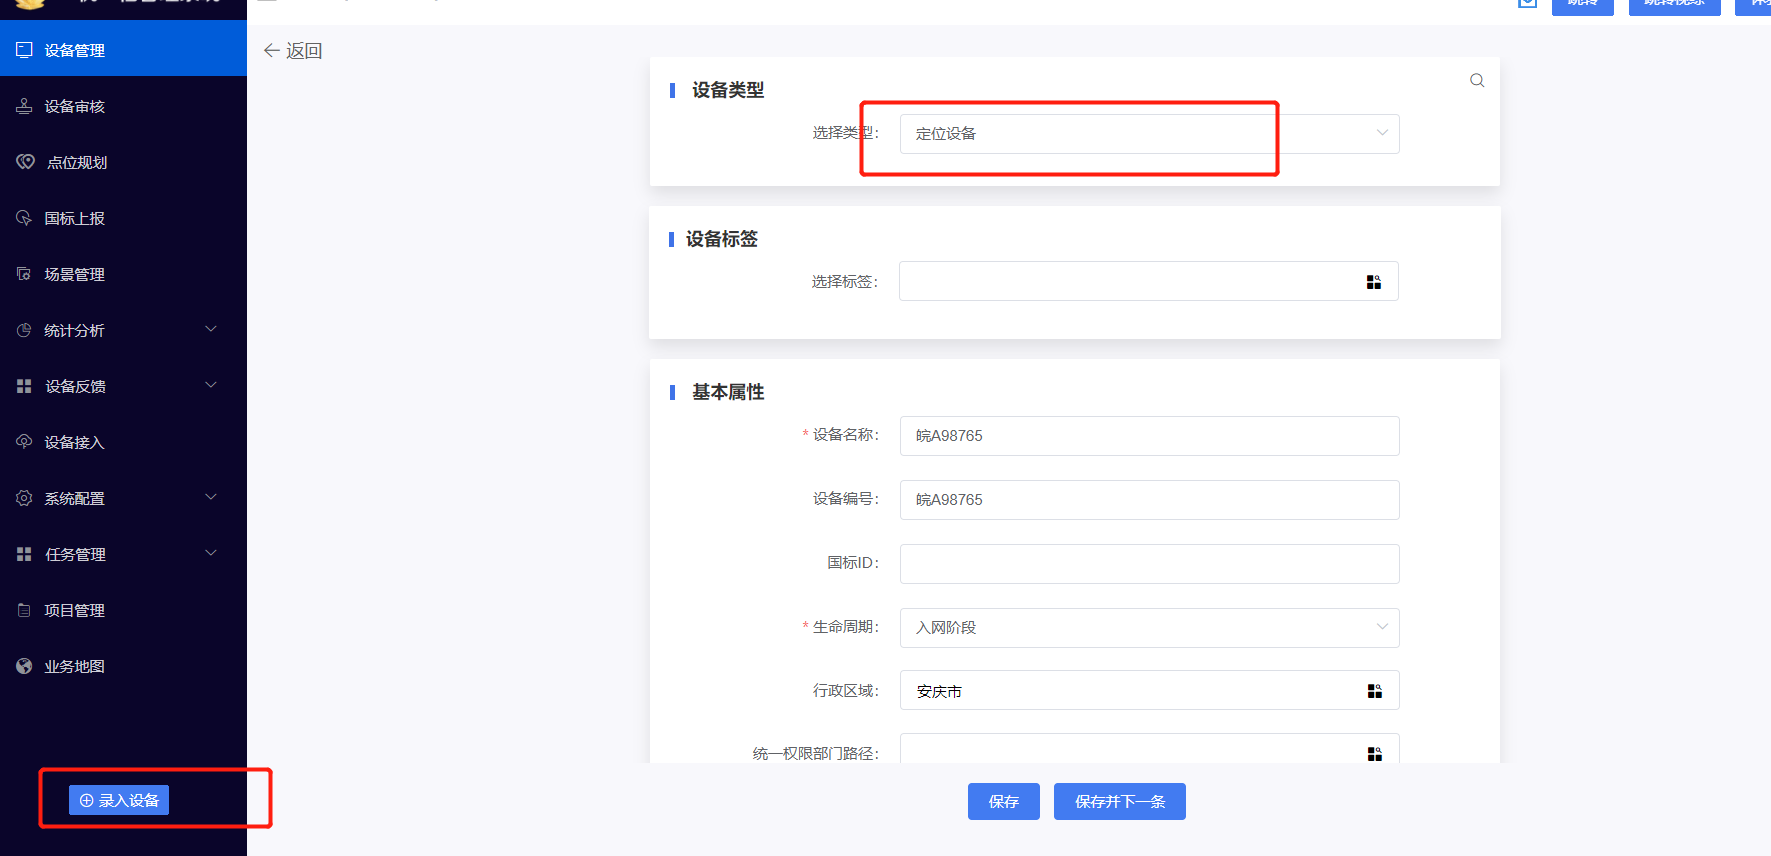 设备管理
设备审核
点位规划
国标上报
场景管理
统计分析
设备反馈
设备接入
系统配置
任务管理
项目管理
业务地图
录入设备
返回
设备类型
选择类型：
定位设备
设备标签
选择标签：
基本属性
* 设备名称：
皖A98765
设备编号：
皖A98765
国标ID：
* 生命周期：
入网阶段
行政区域：
安庆市
统一权限部门路径：
保存
保存并下一条